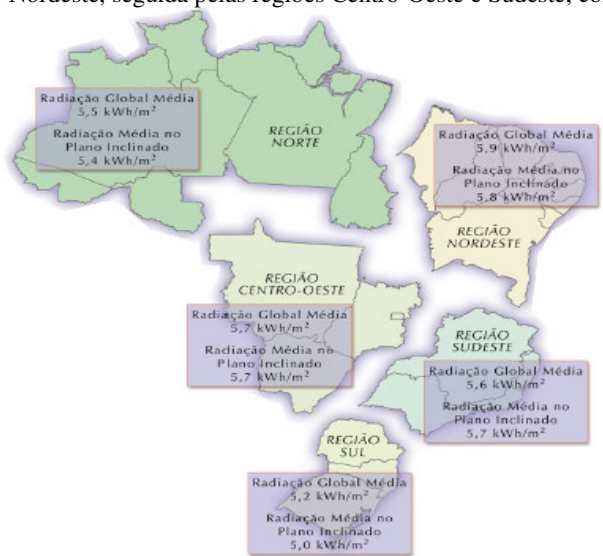 Nordeste, seguida pelas regiões Centro-Oeste e Sudeste, co
Radiação Global Média
5,5 kWh/m²
Radiação Média no
Plano Inclinado
5,4 kWh/m²
REGIÃO
NORTE
Radiação Global Média
5,9 kWh/m²
Radiação Média no
Plano Inclinado
5,8 kWh/m²
REGIÃO
NORDESTE
REGIÃO
CENTRO-OESTE
Radiação Global Média
5,7 kWh/m²
Radiação Média no
Plano Inclinado
5,7 kWh/m²
REGIÃO
SUDESTE
Radiação Global Média
5,6 kWh/m²
Radiação Média no
Plano Inclinado
5,7 kWh/m²
REGIÃO
SUL
Radiação Global Média
5,2 kWh/m²
Radiação Média no
Plano Inclinado
5,0 kWh/m²